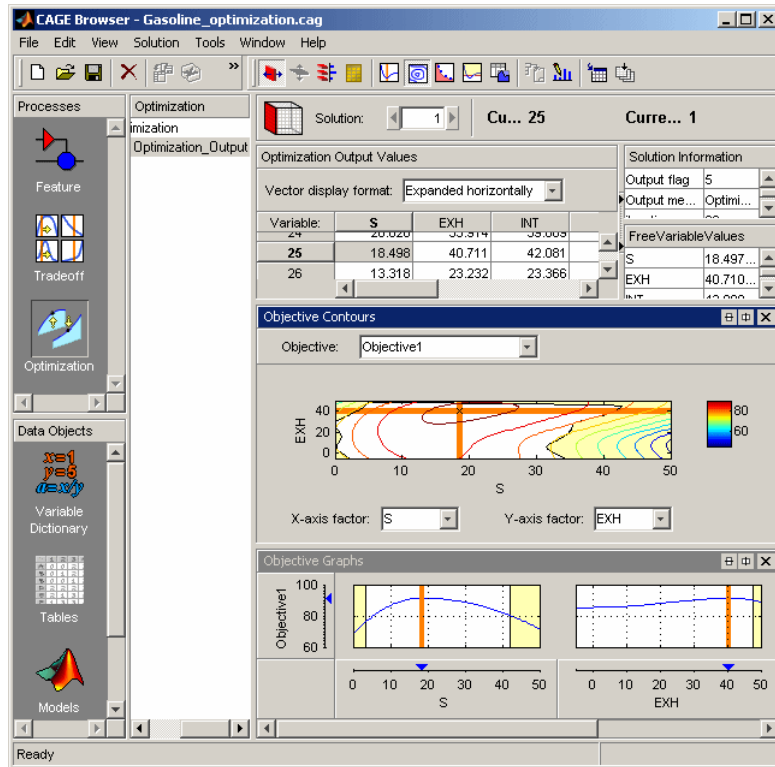 CAGE Browser - Gasoline_optimization.cag
File Edit View Solution Tools Window Help
»
Processes
Feature
Tradeoff
Optimization
Data Objects
x=1
y=5
a=x/y
Variable
Dictionary
Tables
Models
Optimization
imization
Optimization_Output
Solution: 1 Cu... 25 Curre... 1
Optimization Output Values
Vector display format: Expanded horizontally
Variable: S EXH INT
25 18.498 40.711 42.081
26 13.318 23.232 23.366
Solution Information
Output flag 5
Output me... Optimi...
FreeVariableValues
S 18.497...
EXH 40.710...
Objective Contours
Objective: Objective1
EXH
40
20
0
0 10 20 30 40 50
S
80
60
X-axis factor: S Y-axis factor: EXH
Objective Graphs
Objective1
100
80
60
0 10 20 30 40 50
S
0 10 20 30 40 50
EXH
Ready